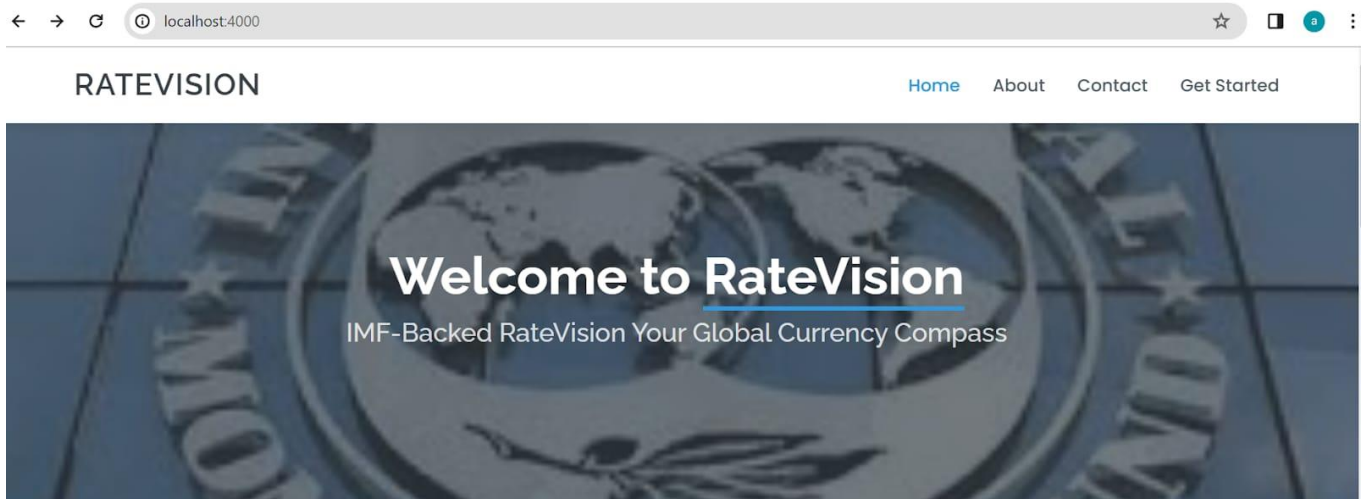 localhost:4000
a
RATEVISION
Home About Contact Get Started
Welcome to RateVision
IMF-Backed RateVision Your Global Currency Compass